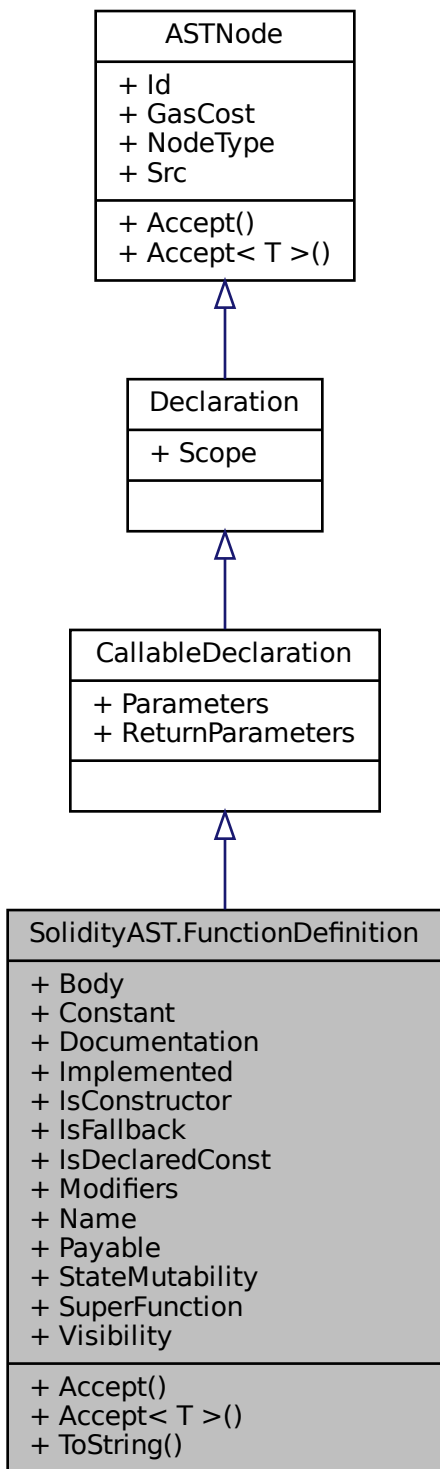 ASTNode
+ Id
+ GasCost
+ NodeType
+ Src
+ Accept()
+ Accept< T >()
Declaration
+ Scope
CallableDeclaration
+ Parameters
+ ReturnParameters
SolidityAST.FunctionDefinition
+ Body
+ Constant
+ Documentation
+ Implemented
+ IsConstructor
+ IsFallback
+ IsDeclaredConst
+ Modifiers
+ Name
+ Payable
+ StateMutability
+ SuperFunction
+ Visibility
+ Accept()
+ Accept< T >()
+ ToString()